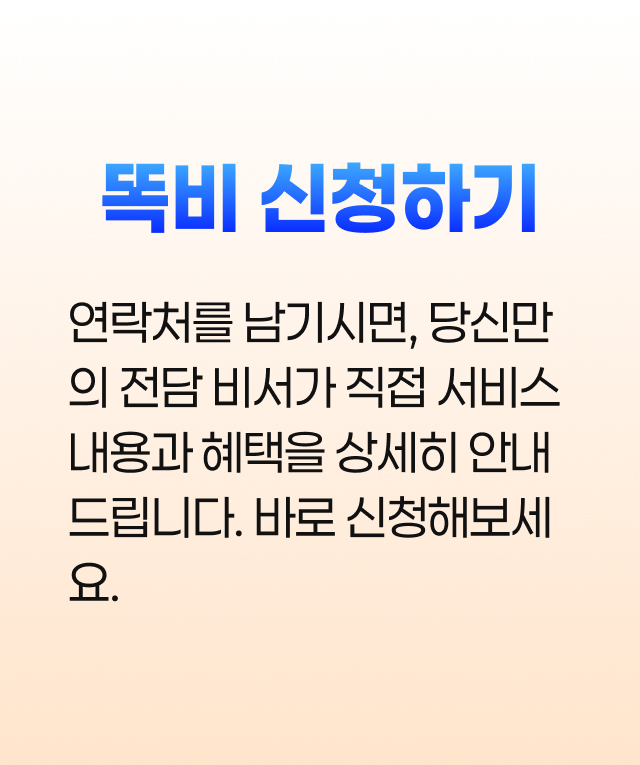 똑비 신청하기
연락처를 남기시면, 당신만
의 전담 비서가 직접 서비스
내용과 혜택을 상세히 안내
드립니다. 바로 신청해보세
요.